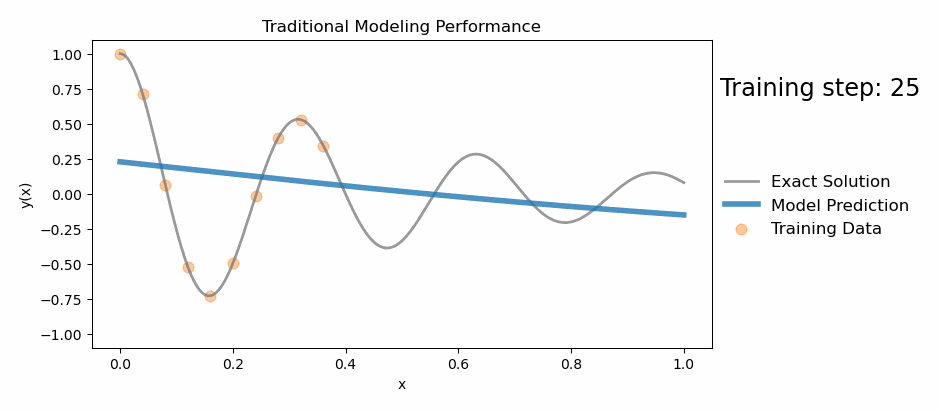 Traditional Modeling Performance
Training step: 25
1.00
0.75
0.50
0.25
0.00
−0.25
−0.50
−0.75
−1.00
y(x)
0.0 0.2 0.4 0.6 0.8 1.0
x
Exact Solution
Model Prediction
Training Data